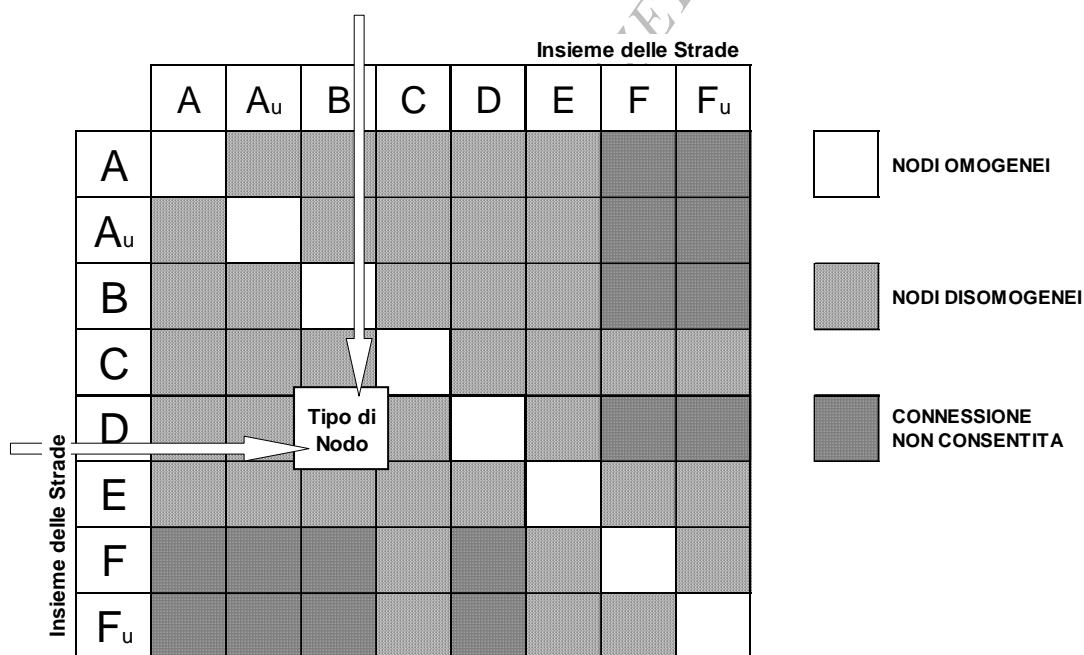 Insieme delle Strade
A Au B C D E F Fu
A
Au
B
C
D
E
F
Fu
Tipo di
Nodo
Insieme delle Strade
NODI OMOGENEI
NODI DISOMOGENEI
CONNESSIONE
NON CONSENTITA